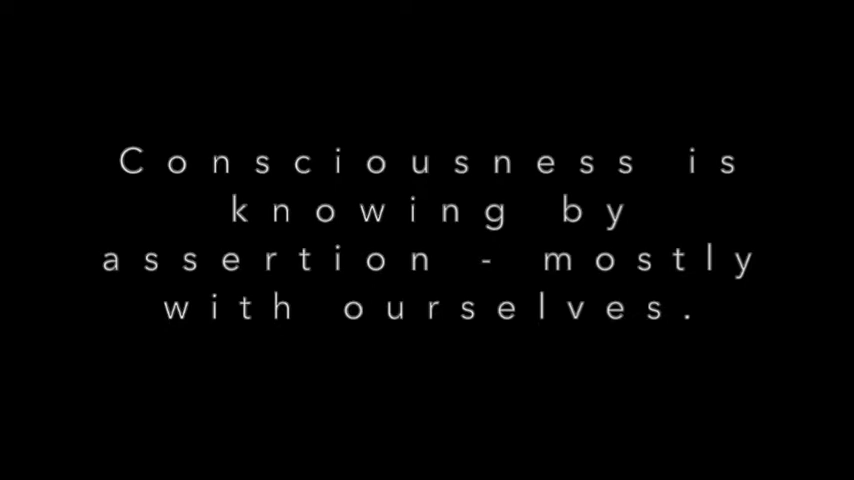 Consciousness is
knowing by
assertion - mostly
with ourselves.